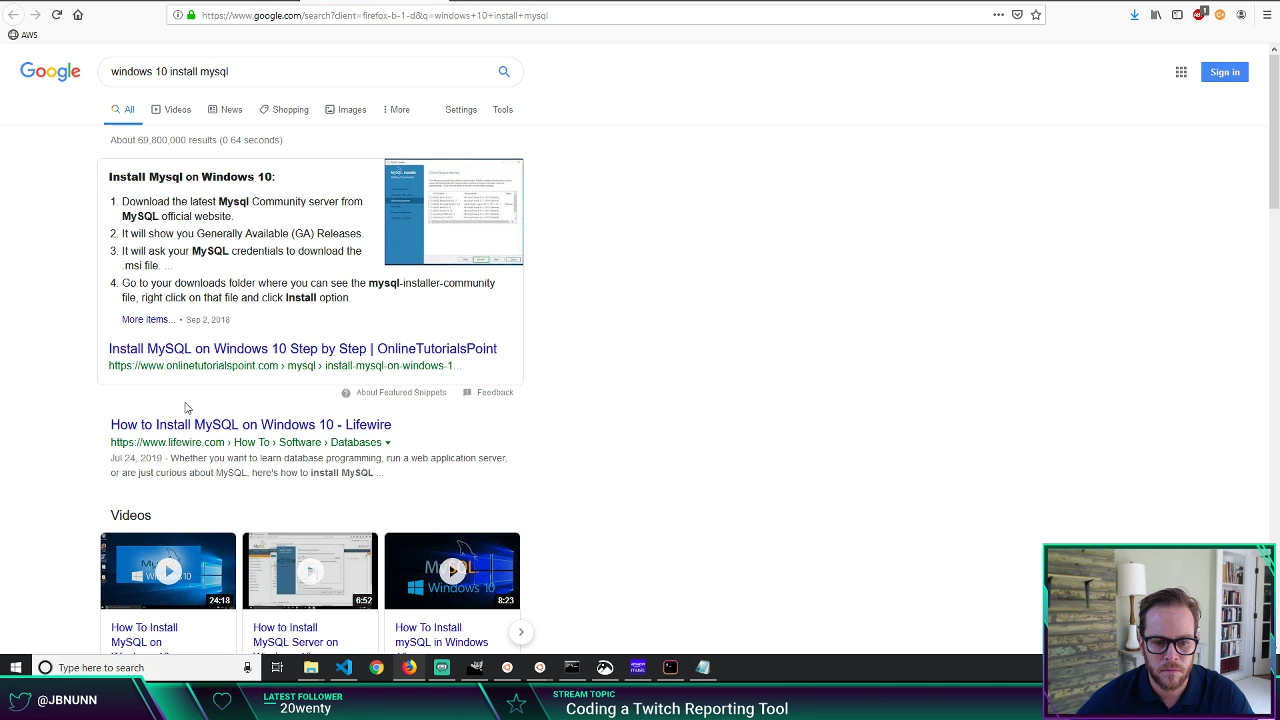 https://www.google.com/search?client=firefox-b-1-d&q=windows+10+install+mysql
AWS
Google
windows 10 install mysql
Sign in
All
Videos
News
Shopping
Images
More
Settings
Tools
About 69,800,000 results (0.64 seconds)
Install Mysql on Windows 10:
Community server from
MySQL
2. It will show you Generally Available (GA) Releases.
3. It will ask your MySQL credentials to download the
.msi file. ...
4. Go to your downloads folder where you can see the mysql-installer-community
file, right click on that file and click Install option.
More items... • Sep 2, 2018
Install MySQL on Windows 10 Step by Step | OnlineTutorialsPoint
https://www.onlinetutorialspoint.com › mysql › install-mysql-on-windows-1...
About Featured Snippets
Feedback
How to Install MySQL on Windows 10 - Lifewire
https://www.lifewire.com › How To › Software › Databases
Jul 24, 2019 - Whether you want to learn database programming, run a web application server,
or are just curious about MySQL, here's how to install MySQL ...
Videos
24:18
6:52
Windows 10
8:23
How To Install
MySQL on
How to Install
MySQL Server on
How To Install
mySQL in Windows
Type here to search
@JBNUNN
LATEST FOLLOWER
20wenty
STREAM TOPIC
Coding a Twitch Reporting Tool